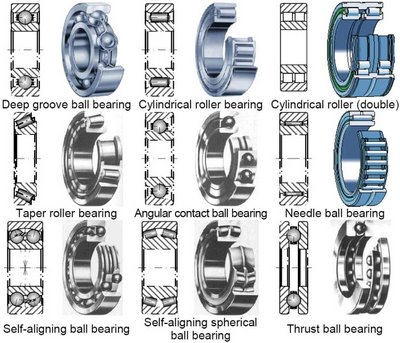 Deep groove ball bearing
Cylindrical roller bearing
Cylindrical roller (double)
Taper roller bearing
Angular contact ball bearing
Needle ball bearing
Self-aligning ball bearing
Self-aligning spherical
ball bearing
Thrust ball bearing